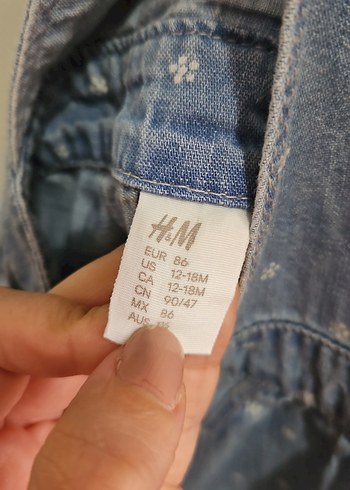 H&M
EUR 86
US 12-18M
CA 12-18M
CN 90/47
MX 86
AUS